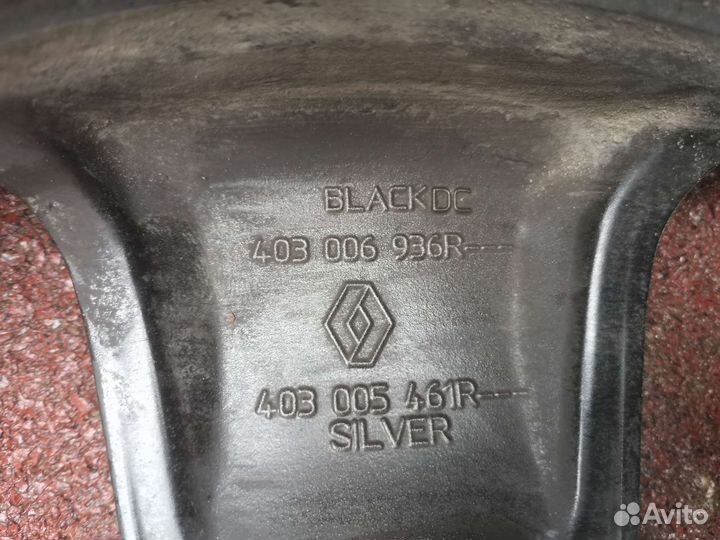 BLACKDC
403 006 936R----
403 005 461R----
SILVER
Avito